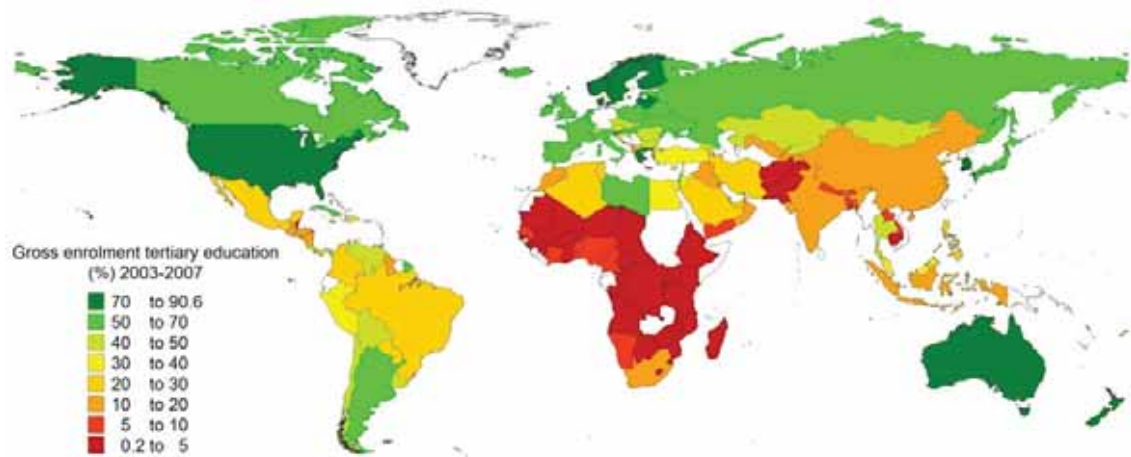 Gross enrolment tertiary education
(%) 2003-2007
70 to 90.6
50 to 70
40 to 50
30 to 40
20 to 30
10 to 20
5 to 10
0.2 to 5